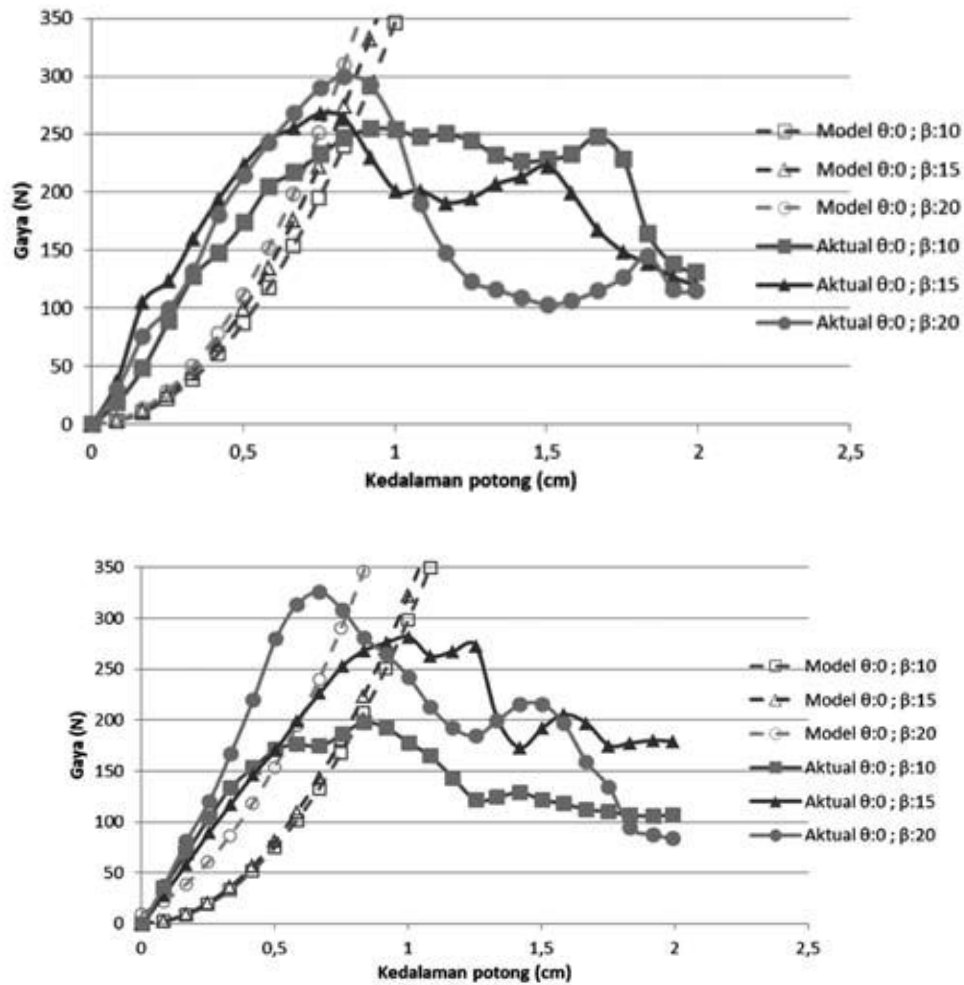 350
300
250
200
150
100
50
0
Gaya (N)
0 0,5 1 1,5 2 2,5
Kedalaman potong (cm)
Model θ:0 ; β:10
Model θ:0 ; β:15
Model θ:0 ; β:20
Aktual θ:0 ; β:10
Aktual θ:0 ; β:15
Aktual θ:0 ; β:20
350
300
250
200
150
100
50
0
Gaya (N)
0 0,5 1 1,5 2 2,5
Kedalaman potong (cm)
Model θ:0 ; β:10
Model θ:0 ; β:15
Model θ:0 ; β:20
Aktual θ:0 ; β:10
Aktual θ:0 ; β:15
Aktual θ:0 ; β:20